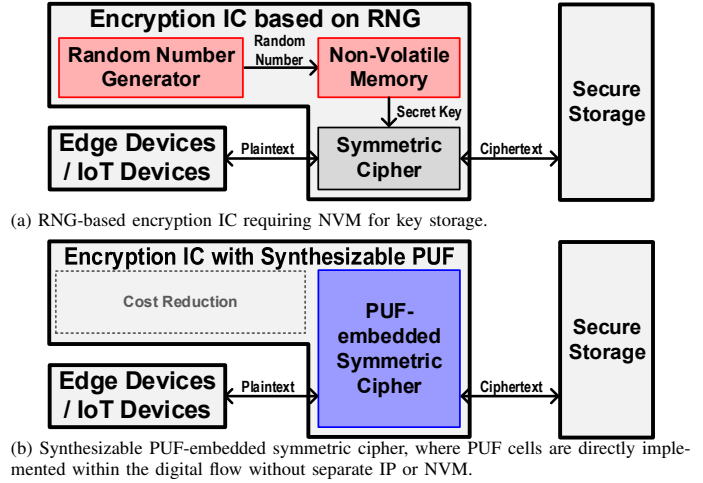 Encryption IC based on RNG
Random Number
Generator
Random
Number
Non-Volatile
Memory
Secret Key
Secure
Storage
Edge Devices
/ IoT Devices
Plaintext
Symmetric
Cipher
Ciphertext
(a) RNG-based encryption IC requiring NVM for key storage.
Encryption IC with Synthesizable PUF
Cost Reduction
PUF-
embedded
Symmetric
Cipher
Secure
Storage
Edge Devices
/ IoT Devices
Plaintext
Ciphertext
(b) Synthesizable PUF-embedded symmetric cipher, where PUF cells are directly imple-
mented within the digital flow without separate IP or NVM.